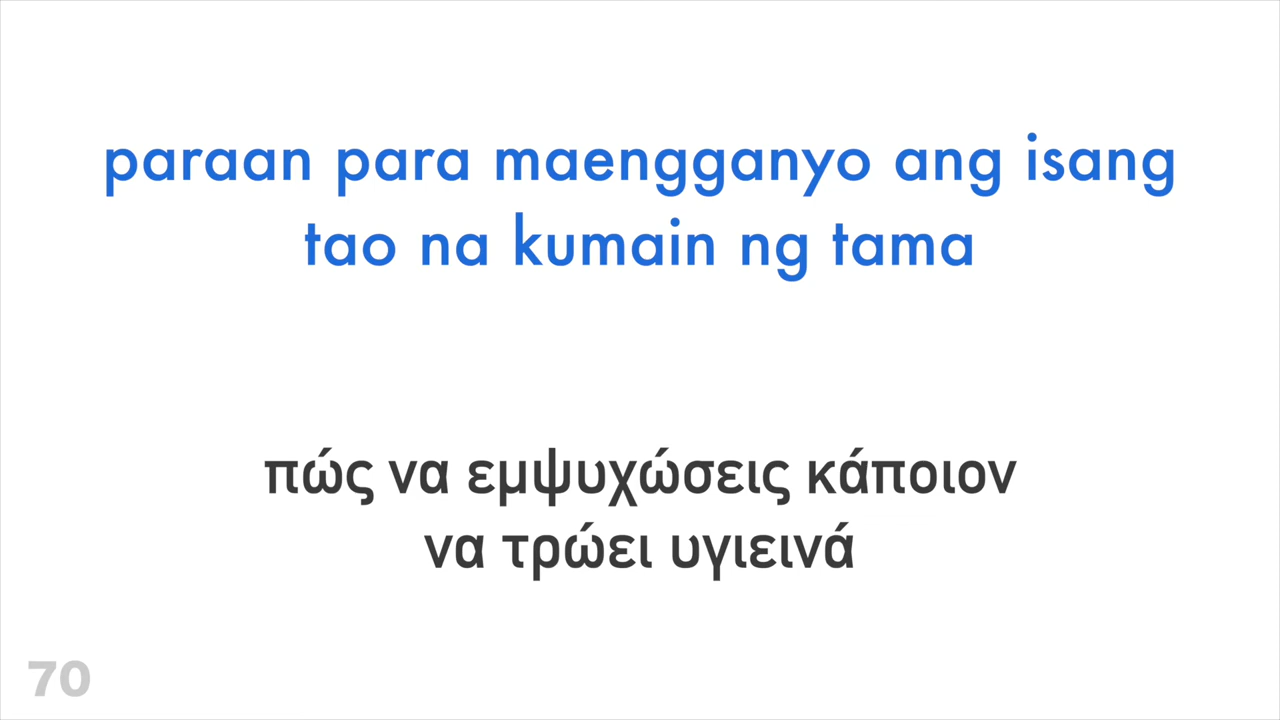 paraan para maengganyo ang isang
tao na kumain ng tama
πώς να εμψυχώσεις κάποιον
να τρώει υγιεινά
70